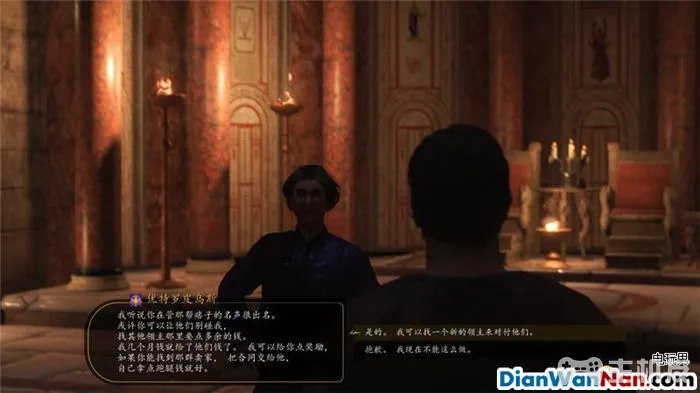 优特罗皮乌斯
我听说你在管那帮痞子的名声很出名。
或许你可以让他们别碰我，
找其他领主那里要点多余的钱。
我几个月钱就给了他们钱了。我可以给你点奖励，
如果你能找到那群卖家，把合同交给他，
自己拿点跑腿钱就好。
是的。我可以找一个新的领主来对付他们。
抱歉。我现在不能这么做。
电玩男
DianWanNan.com